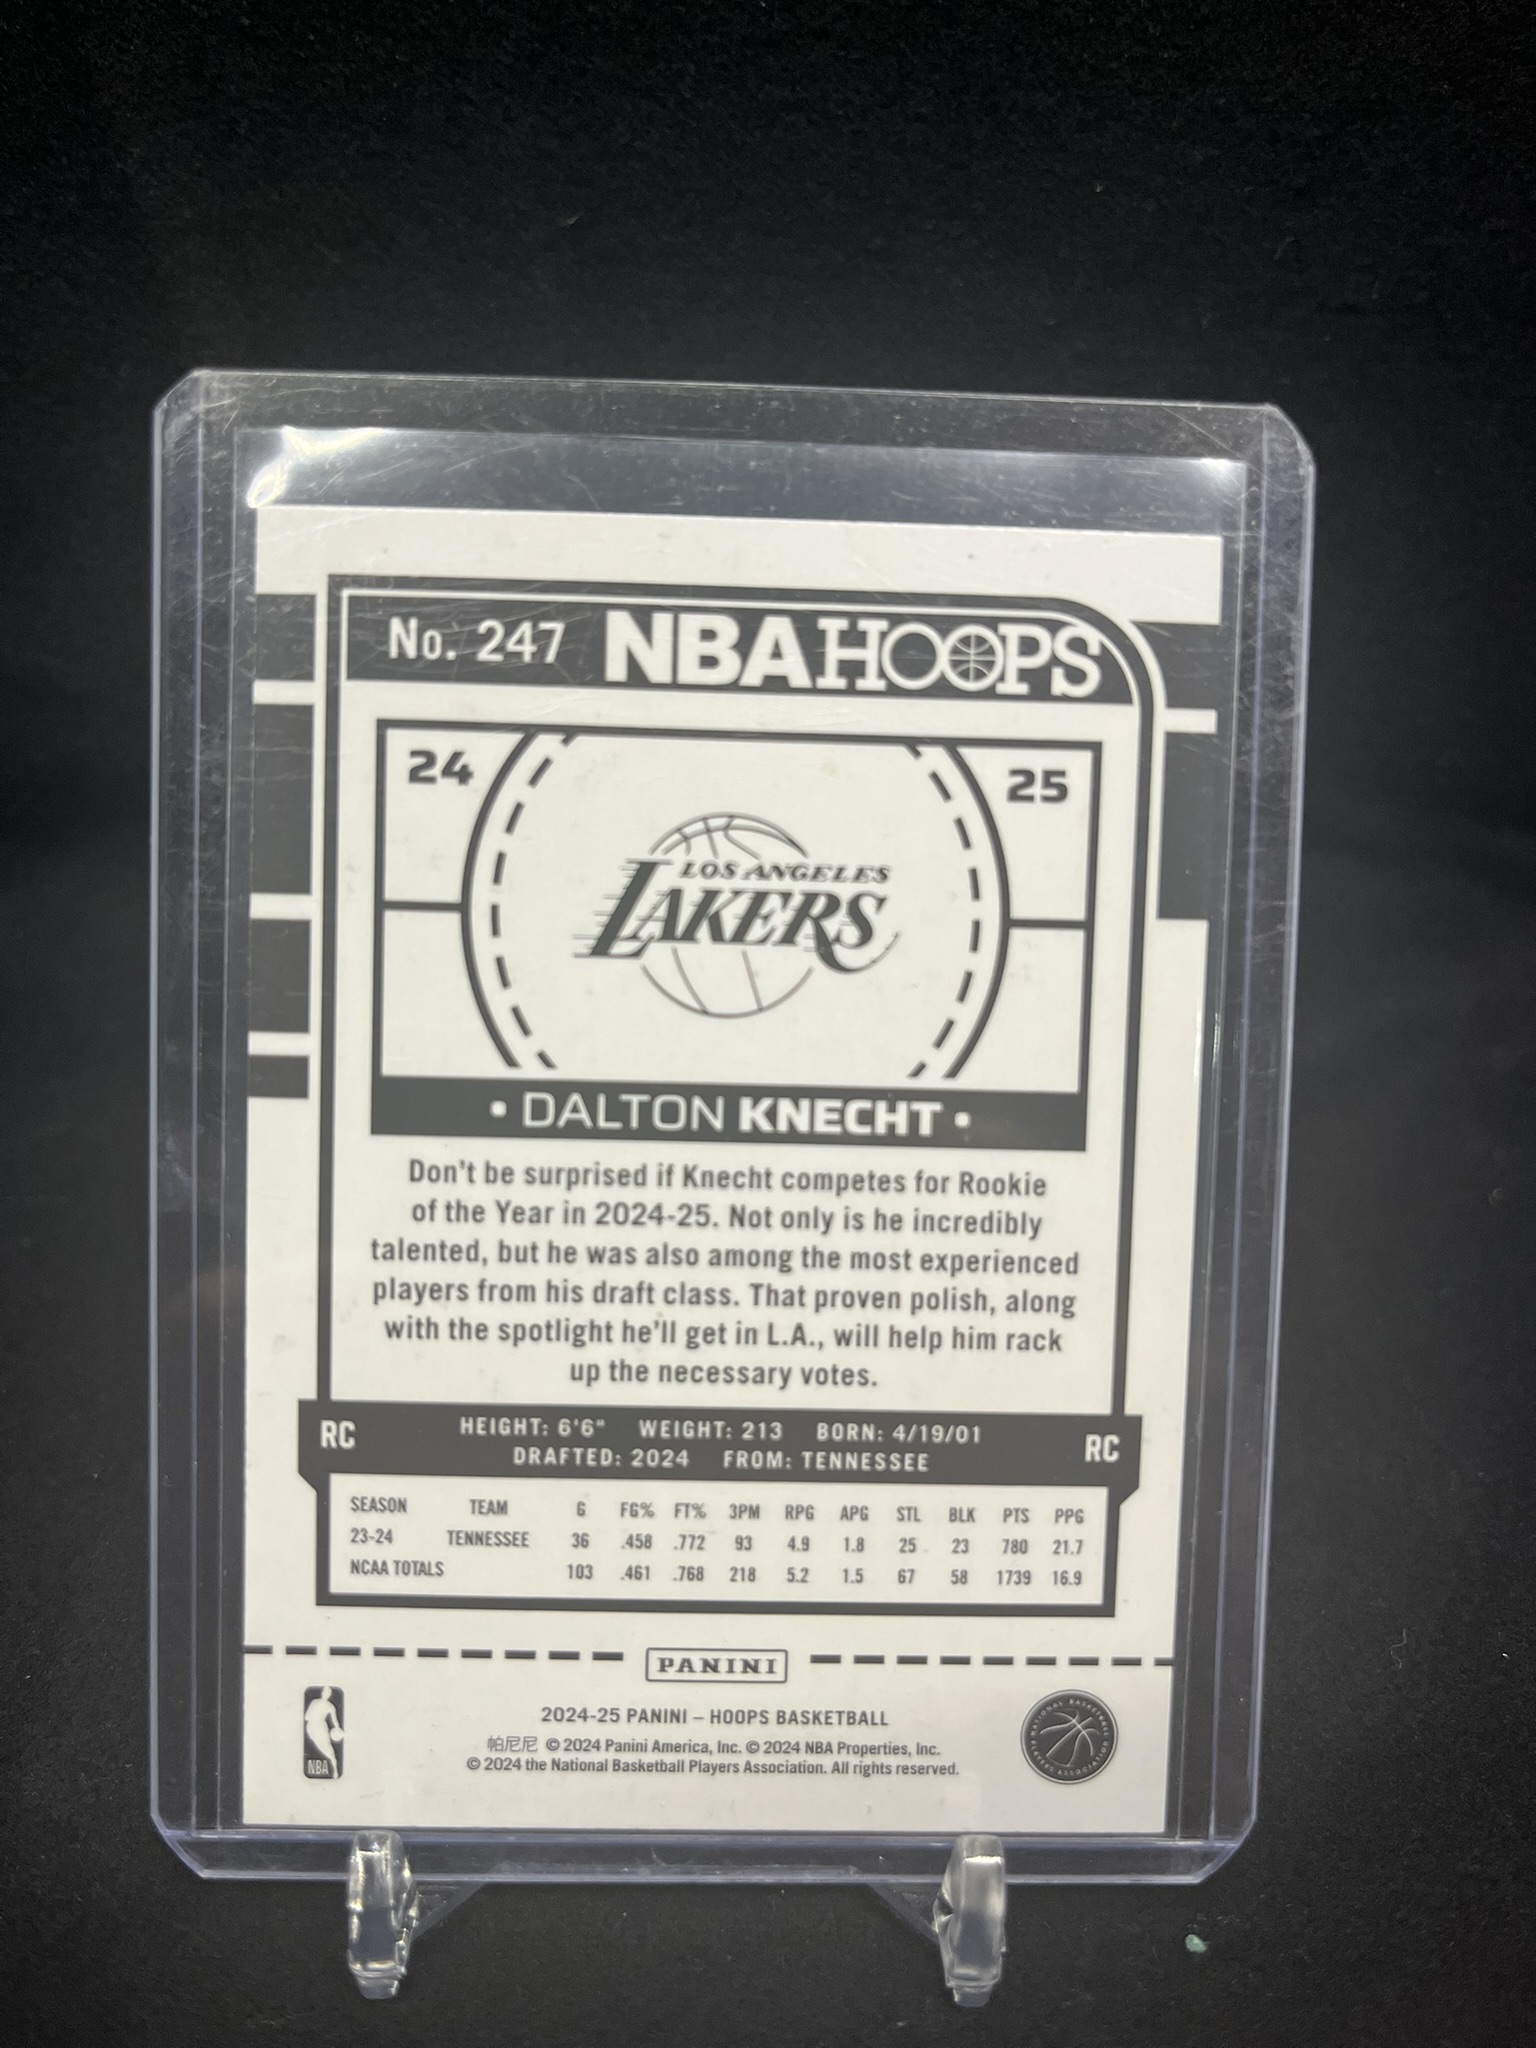 No. 247 NBA HOOPS
24 25
LOS ANGELES
LAKERS
• DALTON KNECHT •
Don't be surprised if Knecht competes for Rookie
of the Year in 2024-25. Not only is he incredibly
talented, but he was also among the most experienced
players from his draft class. That proven polish, along
with the spotlight he'll get in L.A., will help him rack
up the necessary votes.
RC HEIGHT: 6'6" WEIGHT: 213 BORN: 4/19/01 RC
DRAFTED: 2024 FROM: TENNESSEE
SEASON TEAM G FG% FT% 3PM RPG APG STL BLK PTS PPG
23-24 TENNESSEE 36 .458 .772 93 4.9 1.8 25 23 780 21.7
NCAA TOTALS 103 .461 .768 218 5.2 1.5 67 58 1739 16.9
PANINI
2024-25 PANINI – HOOPS BASKETBALL
帕尼尼 © 2024 Panini America, Inc. © 2024 NBA Properties, Inc.
© 2024 the National Basketball Players Association. All rights reserved.
NBA
NATIONAL BASKETBALL PLAYERS ASSOCIATION